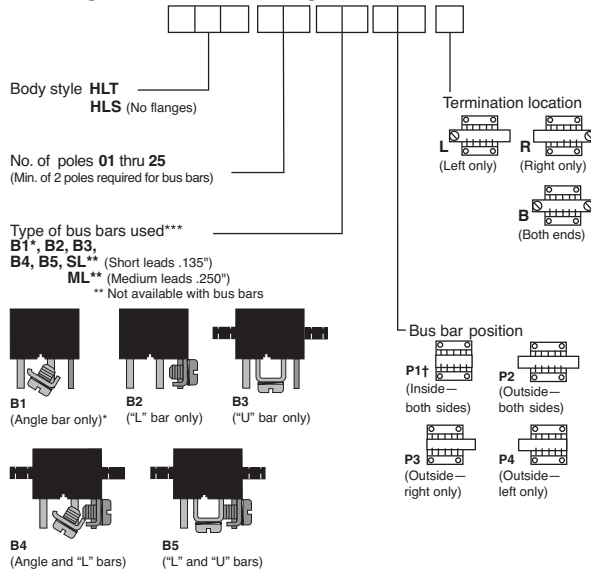 Body style HLT
HLS (No flanges)
No. of poles 01 thru 25
(Min. of 2 poles required for bus bars)
Type of bus bars used***
B1*, B2, B3,
B4, B5, SL** (Short leads .135")
ML** (Medium leads .250")
** Not available with bus bars
B1
(Angle bar only)*
B2
(“L” bar only)
B3
(“U” bar only)
B4
(Angle and “L” bars)
B5
(“L” and “U” bars)
Termination location
L
(Left only)
R
(Right only)
B
(Both ends)
Bus bar position
P1†
(Inside—
both sides)
P2
(Outside—
both sides)
P3
(Outside—
right only)
P4
(Outside—
left only)